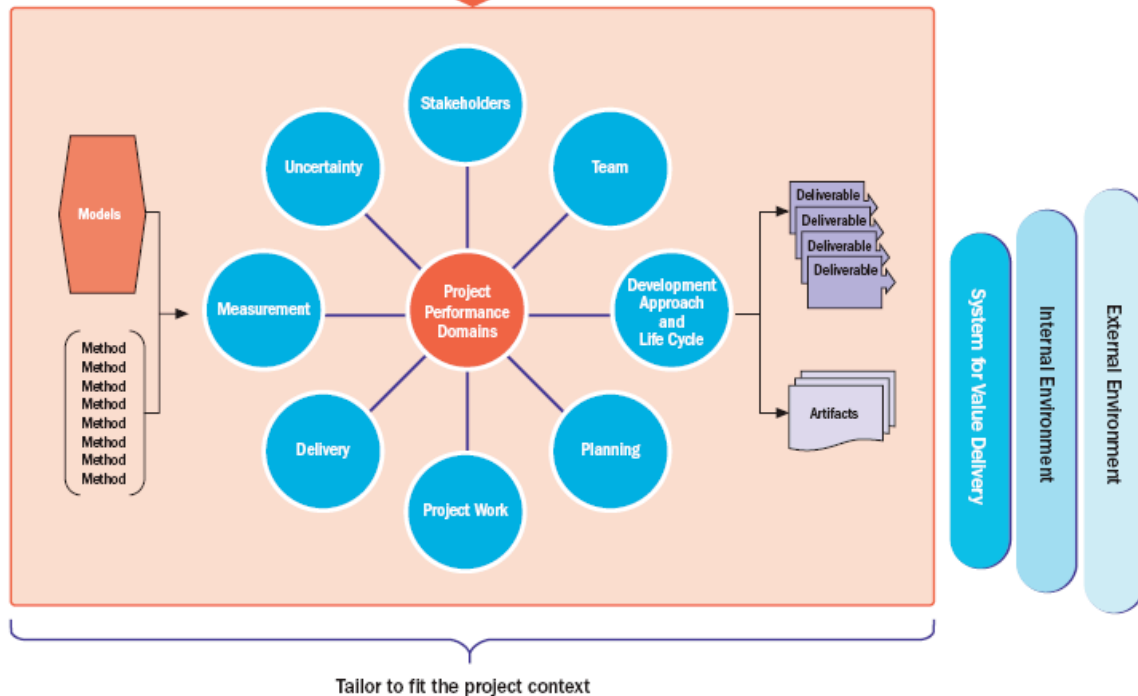 Stakeholders
Uncertainty
Team
Models
Deliverable
Deliverable
Deliverable
Deliverable
Measurement
Project
Performance
Domains
Development
Approach
and
Life Cycle
Method
Method
Method
Method
Method
Method
Method
Method
Artifacts
Delivery
Planning
Project Work
System for Value Delivery
Internal Environment
External Environment
Tailor to fit the project context